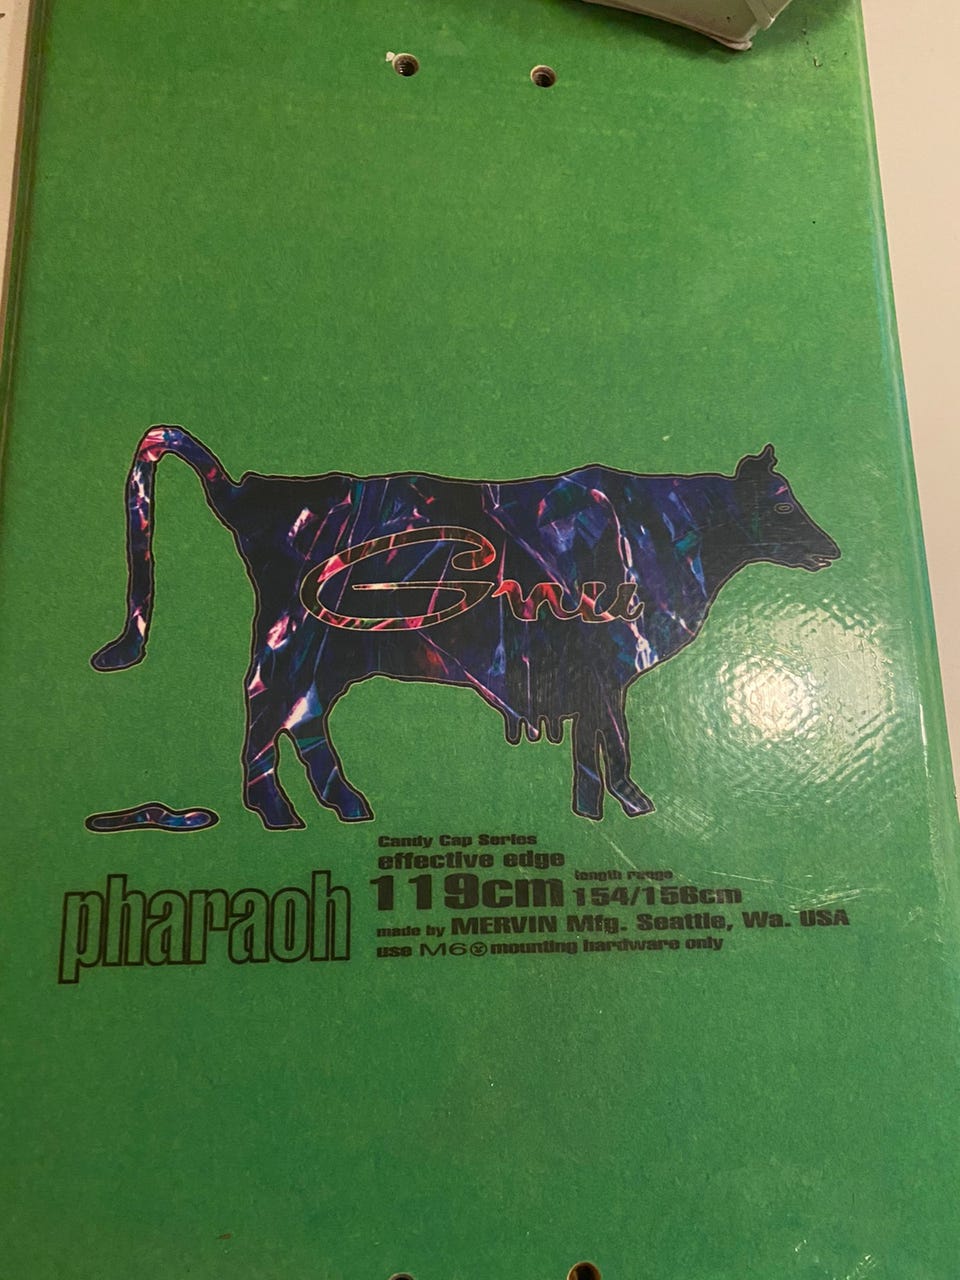 Gnu
Candy Cap Series
effective edge
pharaoh
119cm
length range
154/156cm
made by MERVIN Mfg. Seattle, Wa. USA
use M6 mounting hardware only